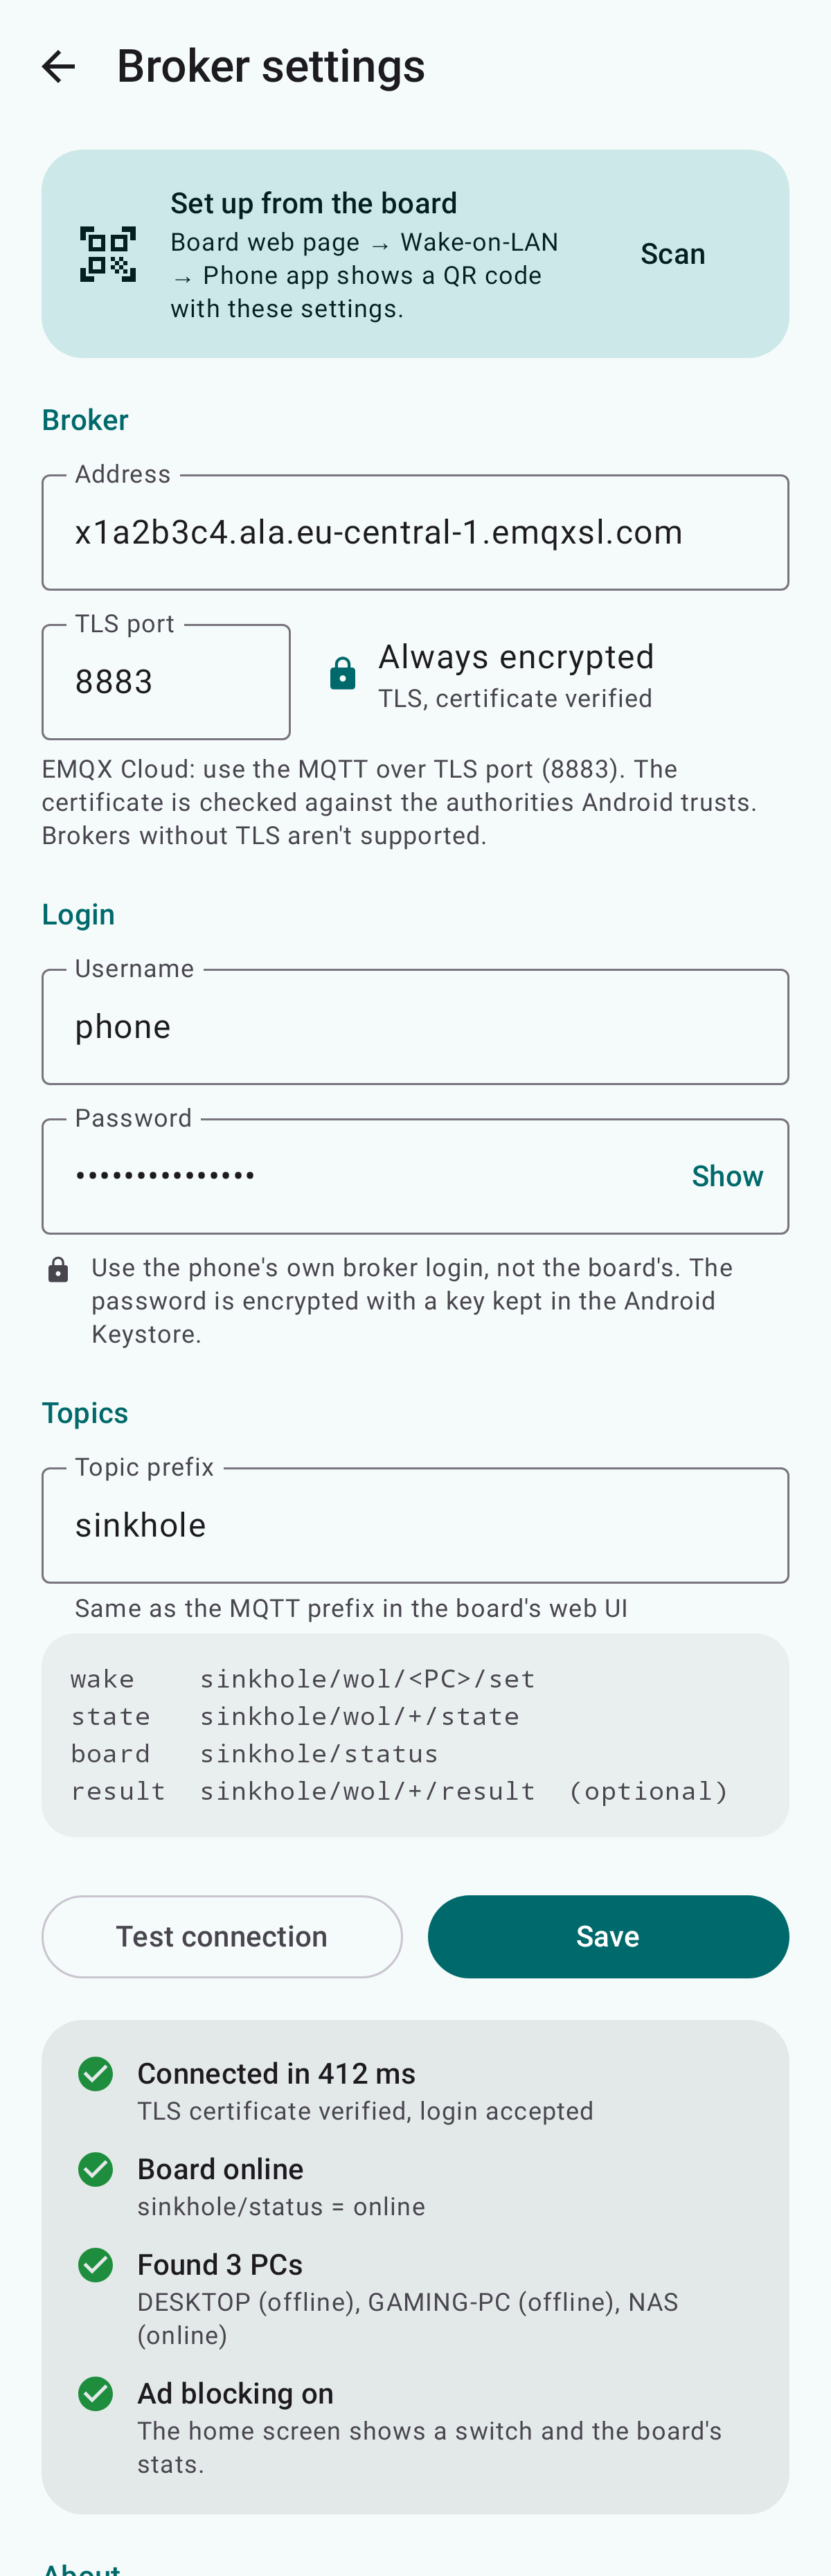 Broker settings
Set up from the board
Board web page → Wake-on-LAN
→ Phone app shows a QR code
with these settings.
Scan
Broker
Address
x1a2b3c4.ala.eu-central-1.emqxsl.com
TLS port
8883
Always encrypted
TLS, certificate verified
EMQX Cloud: use the MQTT over TLS port (8883). The
certificate is checked against the authorities Android trusts.
Brokers without TLS aren't supported.
Login
Username
phone
Password
•••••••••••••••
Show
Use the phone's own broker login, not the board's. The
password is encrypted with a key kept in the Android
Keystore.
Topics
Topic prefix
sinkhole
Same as the MQTT prefix in the board's web UI
wake sinkhole/wol/<PC>/set
state sinkhole/wol/+/state
board sinkhole/status
result sinkhole/wol/+/result (optional)
Test connection
Save
Connected in 412 ms
TLS certificate verified, login accepted
Board online
sinkhole/status = online
Found 3 PCs
DESKTOP (offline), GAMING-PC (offline), NAS
(online)
Ad blocking on
The home screen shows a switch and the board's
stats.
About